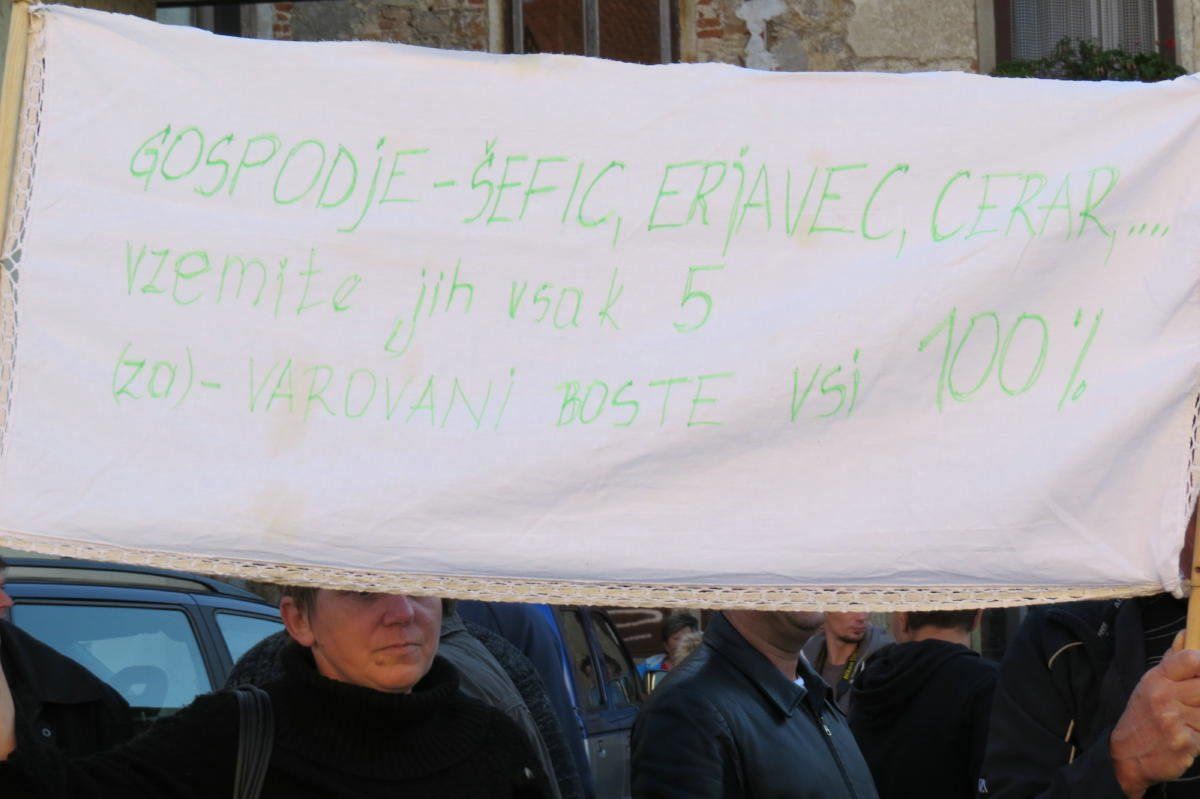 GOSPODJE - ŠEFIC, ERJAVEC, CERAR,....
vzemite jih vsak 5
(za)- VAROVANI BOSTE vsi 100%